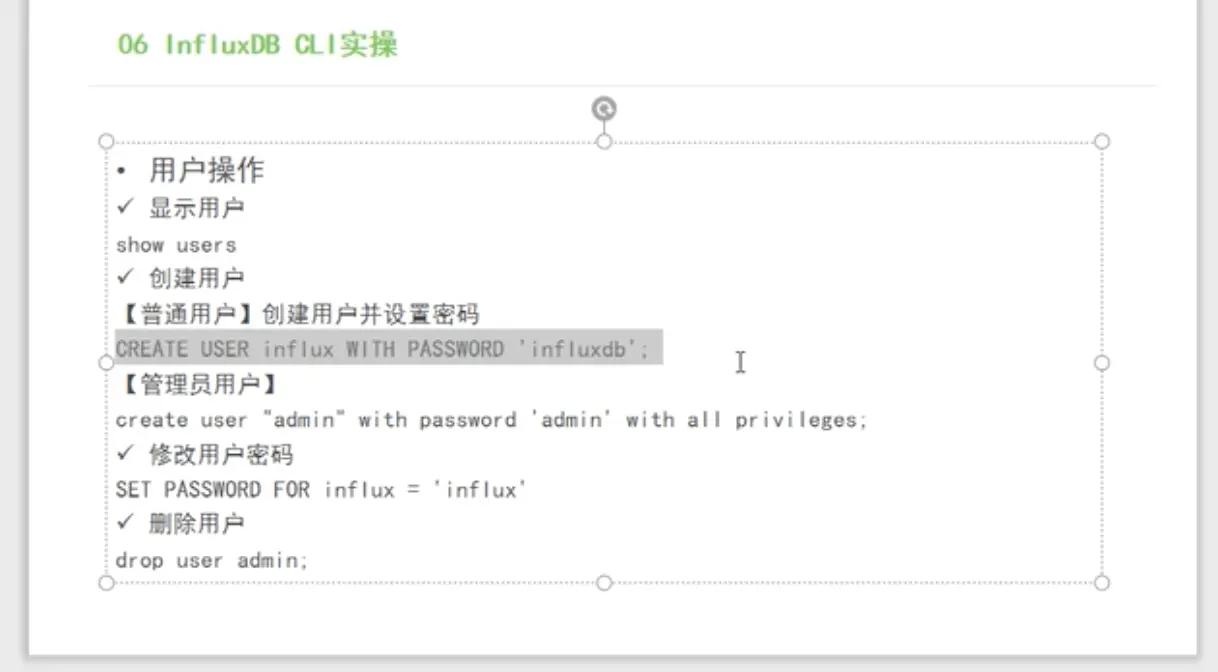 06 InfluxDB CLI实操
• 用户操作
✓ 显示用户
show users
✓ 创建用户
【普通用户】创建用户并设置密码
CREATE USER influx WITH PASSWORD 'influxdb';
【管理员用户】
create user "admin" with password 'admin' with all privileges;
✓ 修改用户密码
SET PASSWORD FOR influx = 'influx'
✓ 删除用户
drop user admin;